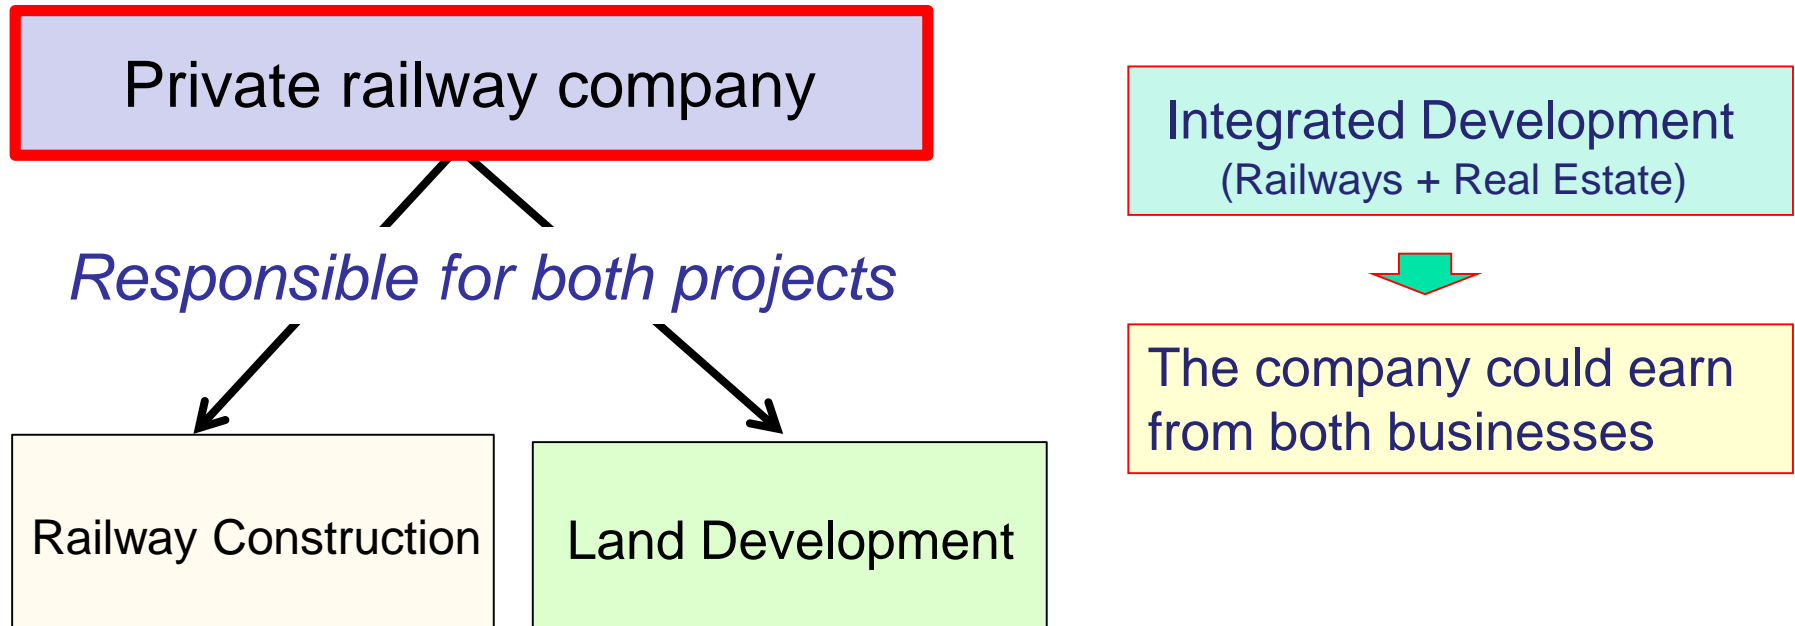 Private railway company
Responsible for both projects
Railway Construction
Land Development
Integrated Development
(Railways + Real Estate)
The company could earn
from both businesses